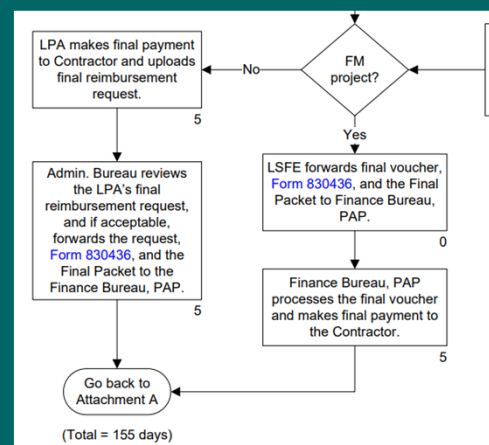 LPA makes final payment
to Contractor and uploads
final reimbursement
request.
5
No
FM
project?
Yes
Admin. Bureau reviews
the LPA's final
reimbursement request,
and if acceptable,
forwards the request,
Form 830436, and the
Final Packet to the
Finance Bureau, PAP.
5
LSFE forwards final voucher,
Form 830436, and the Final
Packet to Finance Bureau,
PAP.
0
Finance Bureau, PAP
processes the final voucher
and makes final payment to
the Contractor.
5
Go back to
Attachment A
(Total = 155 days)